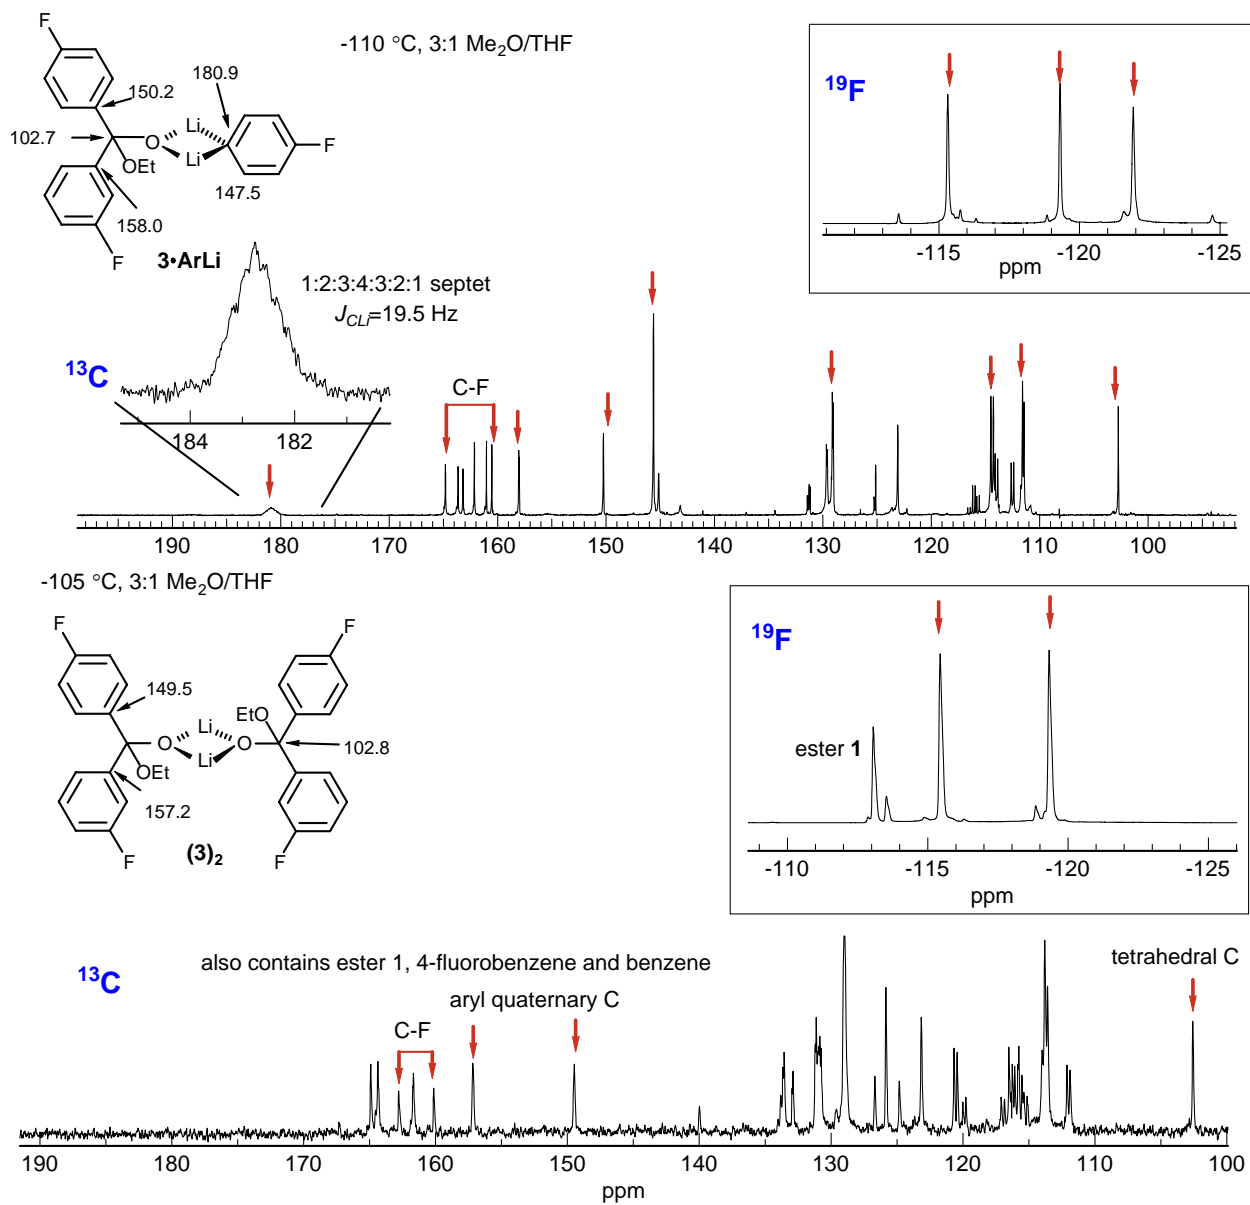 F
-110 °C, 3:1 Me2O/THF
180.9
150.2
102.7
O
Li
Li
OEt
F
147.5
158.0
F
3•ArLi
19F
-115
-120
-125
ppm
1:2:3:4:3:2:1 septet
JCLi=19.5 Hz
13C
184
182
C-F
190
180
170
160
150
140
130
120
110
100
-105 °C, 3:1 Me2O/THF
F
F
149.5
O
Li
Li
O
EtO
OEt
102.8
157.2
F
F
(3)2
19F
ester 1
-110
-115
-120
-125
ppm
13C
also contains ester 1, 4-fluorobenzene and benzene
aryl quaternary C
tetrahedral C
C-F
190
180
170
160
150
140
130
120
110
100
ppm